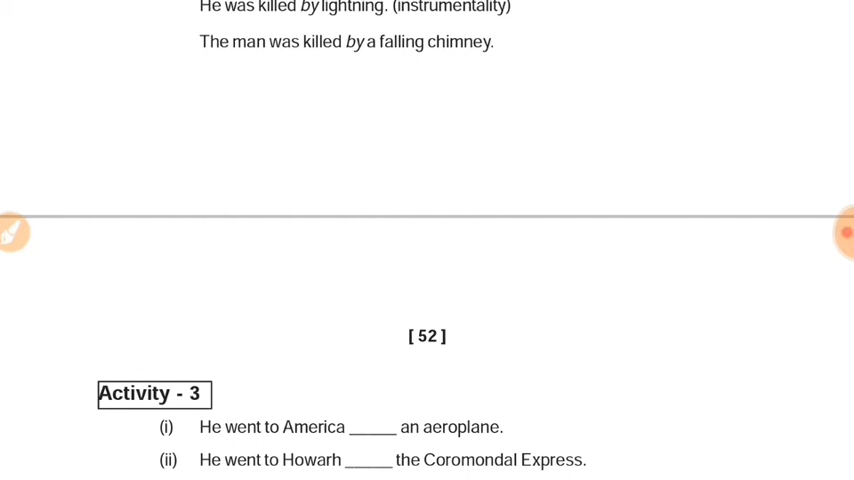 He was killed by lightning. (instrumentality)
The man was killed by a falling chimney.
[ 52 ]
Activity - 3
(i) He went to America _____ an aeroplane.
(ii) He went to Howarh _____ the Coromondal Express.